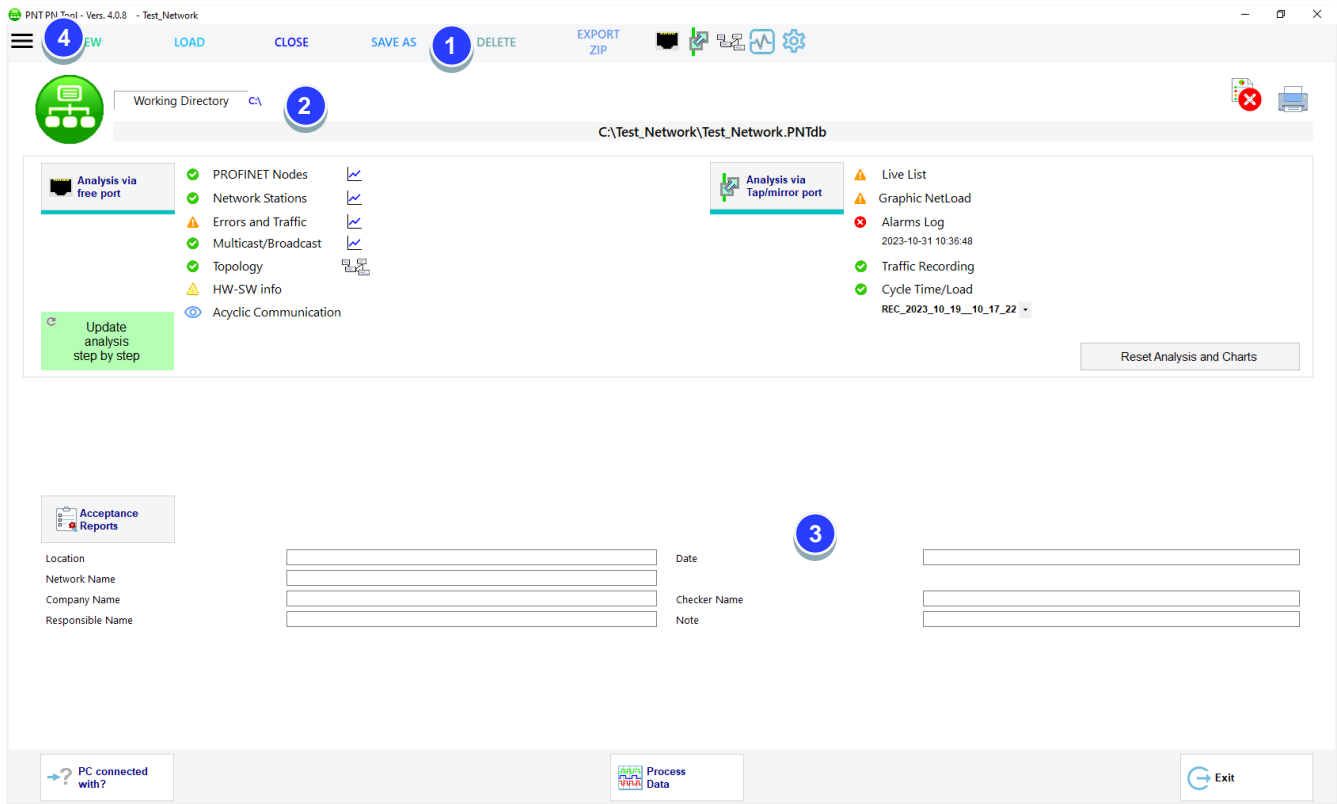 PNT PN Tool - Vers. 4.0.8 - Test_Network
4
EW
LOAD
CLOSE
SAVE AS
1
DELETE
EXPORT
ZIP
Working Directory
C:\
2
C:\Test_Network\Test_Network.PNTdb
Analysis via
free port
PROFINET Nodes
Network Stations
Errors and Traffic
Multicast/Broadcast
Topology
HW-SW info
Acyclic Communication
Update
analysis
step by step
Analysis via
Tap/mirror port
Live List
Graphic NetLoad
Alarms Log
2023-10-31 10:36:48
Traffic Recording
Cycle Time/Load
REC_2023_10_19__10_17_22
Reset Analysis and Charts
Acceptance
Reports
3
Location
Date
Network Name
Company Name
Checker Name
Responsible Name
Note
PC connected
with?
Process
Data
Exit